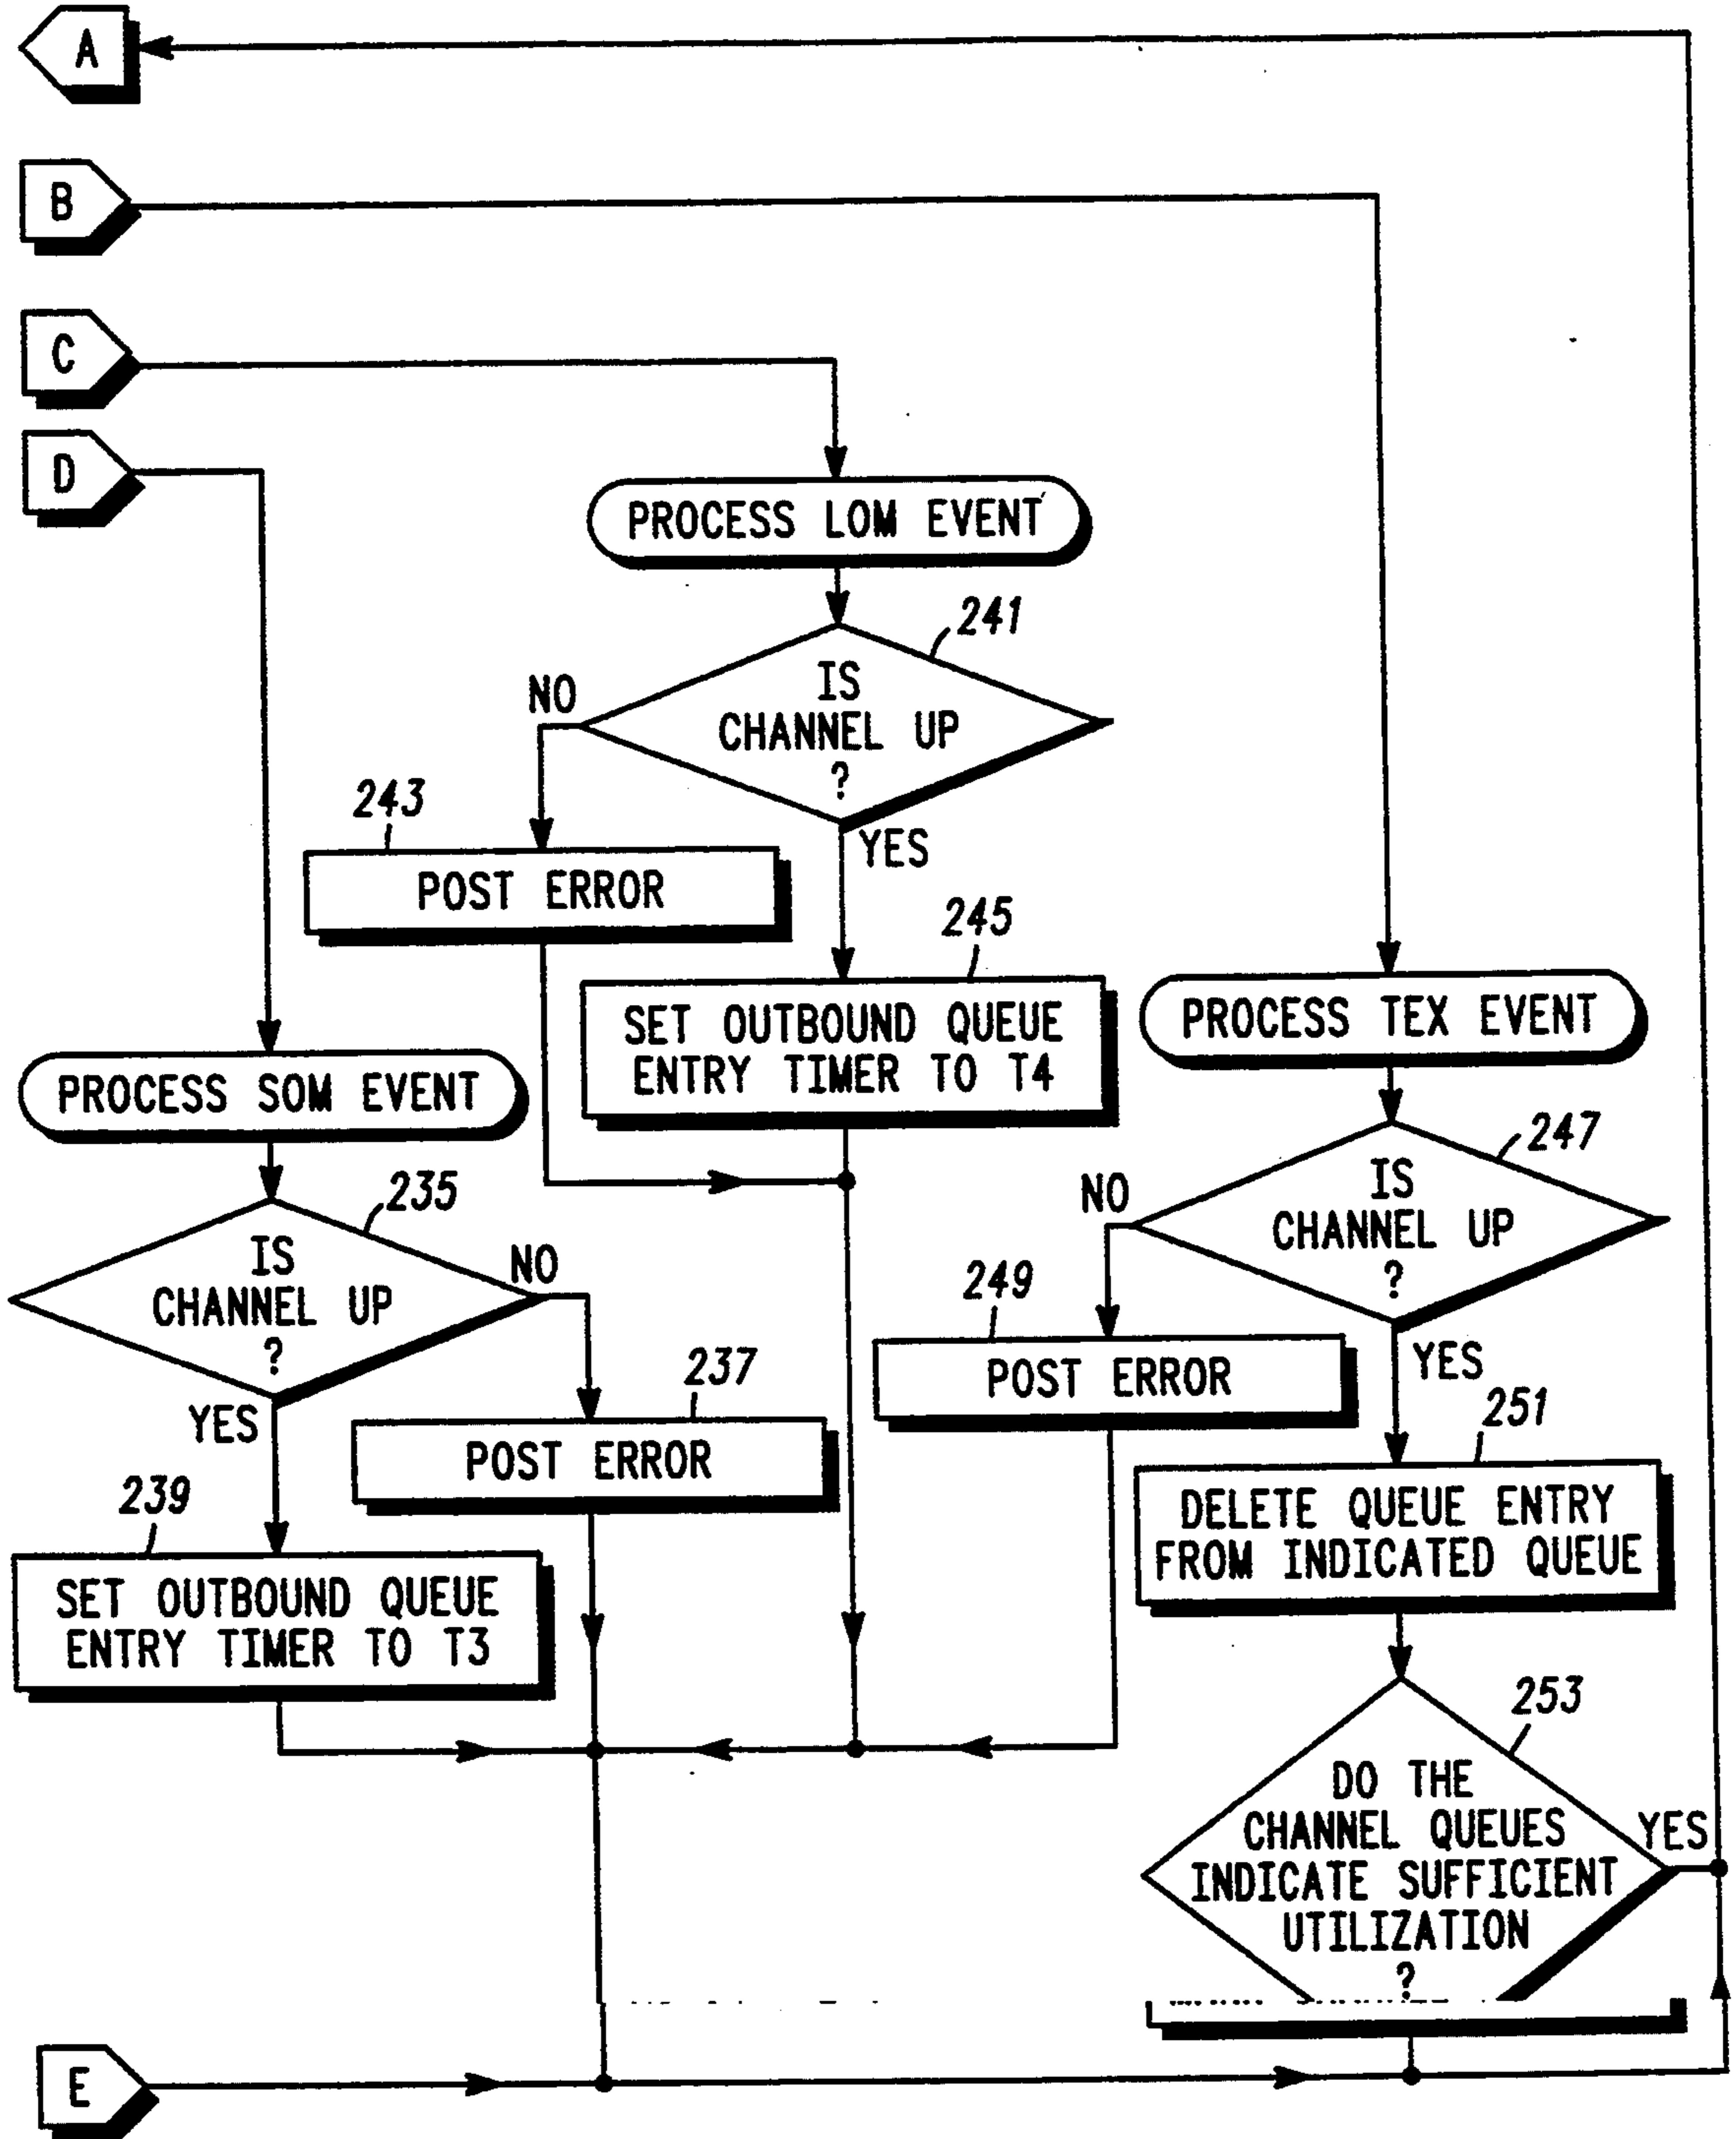 A
B
C
D
PROCESS LOM EVENT
241
IS
CHANNEL UP
?
NO
YES
243
POST ERROR
245
SET OUTBOUND QUEUE
ENTRY TIMER TO T4
PROCESS TEX EVENT
PROCESS SOM EVENT
247
IS
CHANNEL UP
?
NO
YES
235
IS
CHANNEL UP
?
NO
YES
249
POST ERROR
237
POST ERROR
251
DELETE QUEUE ENTRY
FROM INDICATED QUEUE
239
SET OUTBOUND QUEUE
ENTRY TIMER TO T3
253
DO THE
CHANNEL QUEUES
INDICATE SUFFICIENT
UTILIZATION
?
YES
E